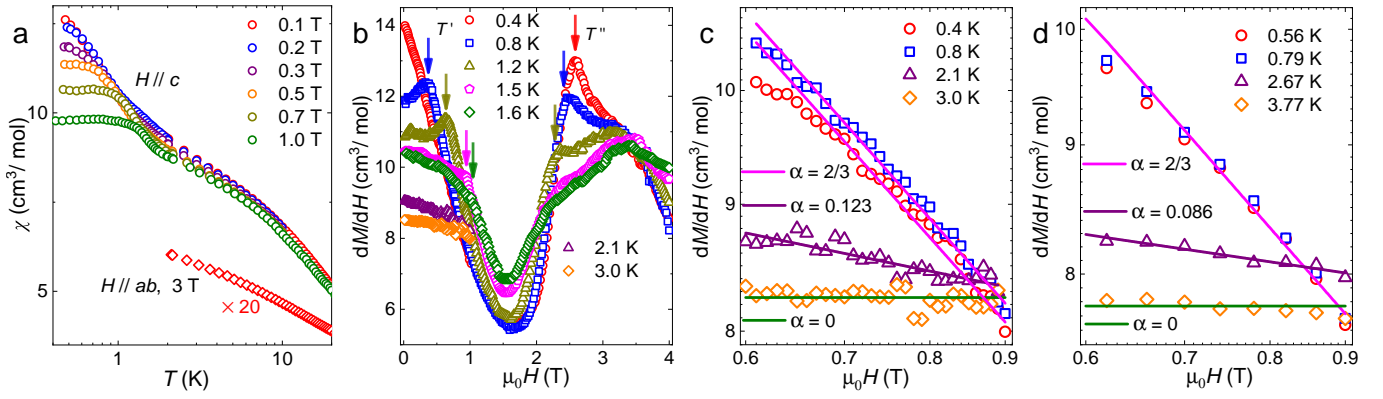 a
χ (cm³/ mol)
10
5
H // c
0.1 T
0.2 T
0.3 T
0.5 T
0.7 T
1.0 T
H // ab, 3 T
× 20
1
10
T (K)
b
dM/dH (cm³/ mol)
14
12
10
8
6
T'
T"
0.4 K
0.8 K
1.2 K
1.5 K
1.6 K
2.1 K
3.0 K
0 1 2 3 4
μ₀H (T)
c
dM/dH (cm³/ mol)
10
9
8
0.4 K
0.8 K
2.1 K
3.0 K
α = 2/3
α = 0.123
α = 0
0.6 0.7 0.8 0.9
μ₀H (T)
d
dM/dH (cm³/ mol)
10
9
8
0.56 K
0.79 K
2.67 K
3.77 K
α = 2/3
α = 0.086
α = 0
0.6 0.7 0.8 0.9
μ₀H (T)